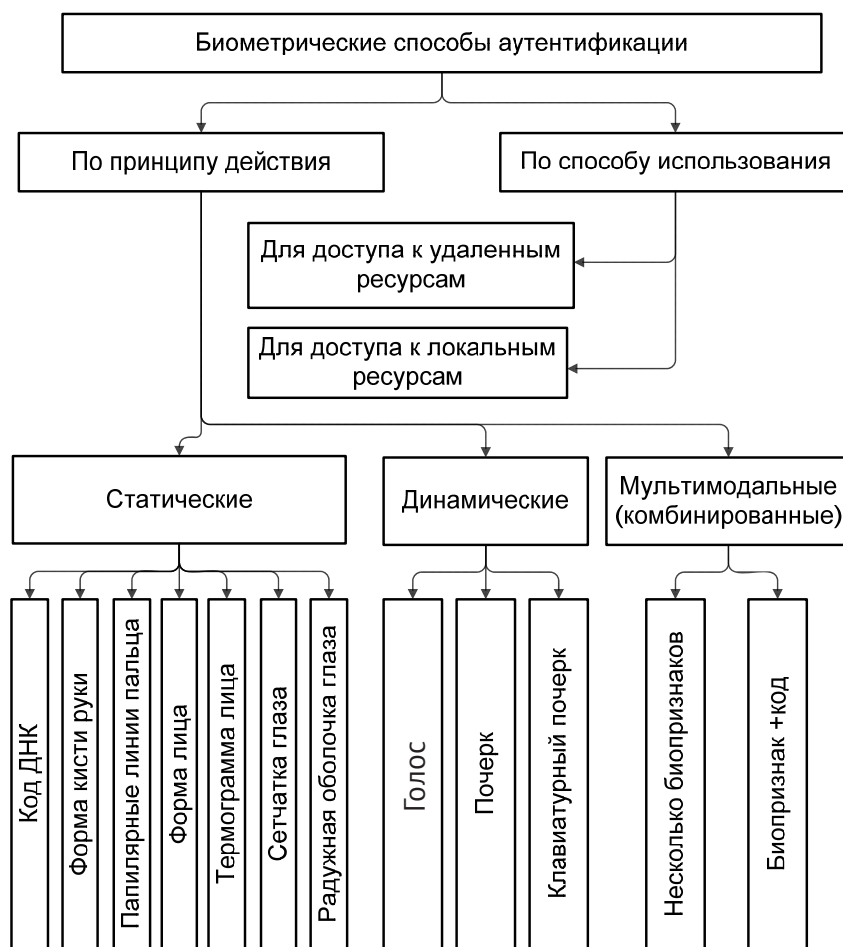 Биометрические способы аутентификации
По принципу действия
По способу использования
Для доступа к удаленным
ресурсам
Для доступа к локальным
ресурсам
Статические
Динамические
Мультимодальные
(комбинированные)
Код ДНК
Форма кисти руки
Папилярные линии пальца
Форма лица
Термограмма лица
Сетчатка глаза
Радужная оболочка глаза
Голос
Почерк
Клавиатурный почерк
Несколько биопризнаков
Биопризнак +код